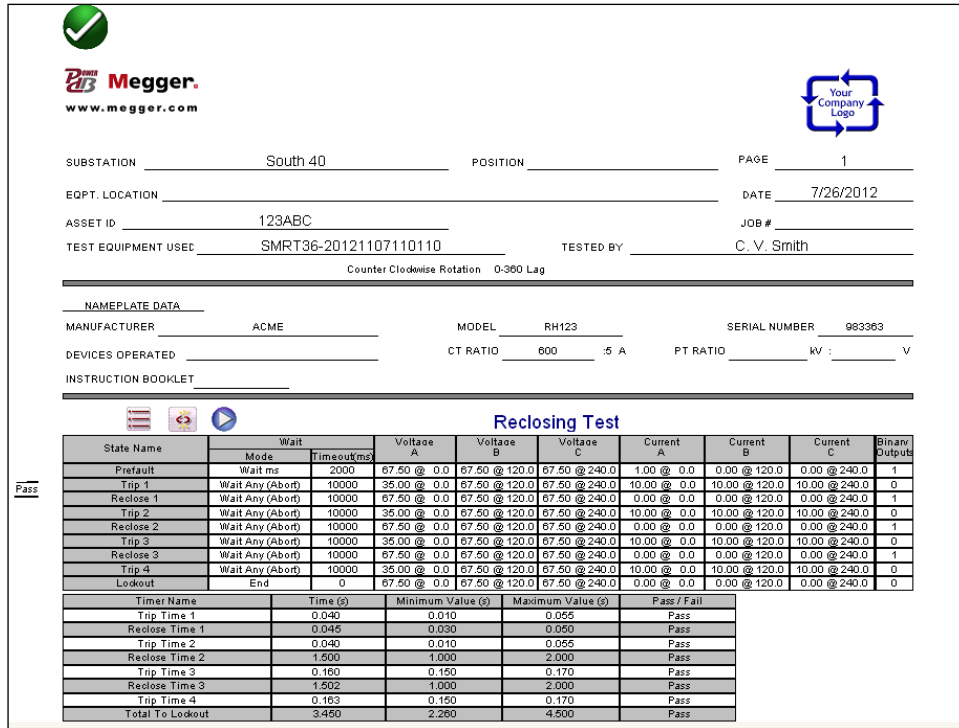 POWER DB Megger.
www.megger.com
Your
Company
Logo
SUBSTATION South 40 POSITION PAGE 1
EQPT. LOCATION DATE 7/26/2012
ASSET ID 123ABC JOB #
TEST EQUIPMENT USED SMRT36-20121107110110 TESTED BY C. V. Smith
Counter Clockwise Rotation 0-360 Lag
NAMEPLATE DATA
MANUFACTURER ACME MODEL RH123 SERIAL NUMBER 983363
DEVICES OPERATED CT RATIO 600 :5 A PT RATIO kV : V
INSTRUCTION BOOKLET
Reclosing Test
State Name Wait Voltage A Voltage B Voltage C Current A Current B Current C Binary Outputs
Mode Timeout(ms)
Prefault Wait ms 2000 67.50 @ 0.0 67.50 @ 120.0 67.50 @ 240.0 1.00 @ 0.0 0.00 @ 120.0 0.00 @ 240.0 1
Pass
Trip 1 Wait Any (Abort) 10000 35.00 @ 0.0 67.50 @ 120.0 67.50 @ 240.0 10.00 @ 0.0 10.00 @ 120.0 10.00 @ 240.0 0
Reclose 1 Wait Any (Abort) 10000 67.50 @ 0.0 67.50 @ 120.0 67.50 @ 240.0 0.00 @ 0.0 0.00 @ 120.0 0.00 @ 240.0 1
Trip 2 Wait Any (Abort) 10000 35.00 @ 0.0 67.50 @ 120.0 67.50 @ 240.0 10.00 @ 0.0 10.00 @ 120.0 10.00 @ 240.0 0
Reclose 2 Wait Any (Abort) 10000 67.50 @ 0.0 67.50 @ 120.0 67.50 @ 240.0 0.00 @ 0.0 0.00 @ 120.0 0.00 @ 240.0 1
Trip 3 Wait Any (Abort) 10000 35.00 @ 0.0 67.50 @ 120.0 67.50 @ 240.0 10.00 @ 0.0 10.00 @ 120.0 10.00 @ 240.0 0
Reclose 3 Wait Any (Abort) 10000 67.50 @ 0.0 67.50 @ 120.0 67.50 @ 240.0 0.00 @ 0.0 0.00 @ 120.0 0.00 @ 240.0 1
Trip 4 Wait Any (Abort) 10000 35.00 @ 0.0 67.50 @ 120.0 67.50 @ 240.0 10.00 @ 0.0 10.00 @ 120.0 10.00 @ 240.0 0
Lockout End 0 67.50 @ 0.0 67.50 @ 120.0 67.50 @ 240.0 0.00 @ 0.0 0.00 @ 120.0 0.00 @ 240.0 0
Timer Name Time (s) Minimum Value (s) Maximum Value (s) Pass / Fail
Trip Time 1 0.040 0.010 0.055 Pass
Reclose Time 1 0.045 0.030 0.050 Pass
Trip Time 2 0.040 0.010 0.055 Pass
Reclose Time 2 1.500 1.000 2.000 Pass
Trip Time 3 0.160 0.150 0.170 Pass
Reclose Time 3 1.502 1.000 2.000 Pass
Trip Time 4 0.163 0.150 0.170 Pass
Total To Lockout 3.450 2.260 4.500 Pass